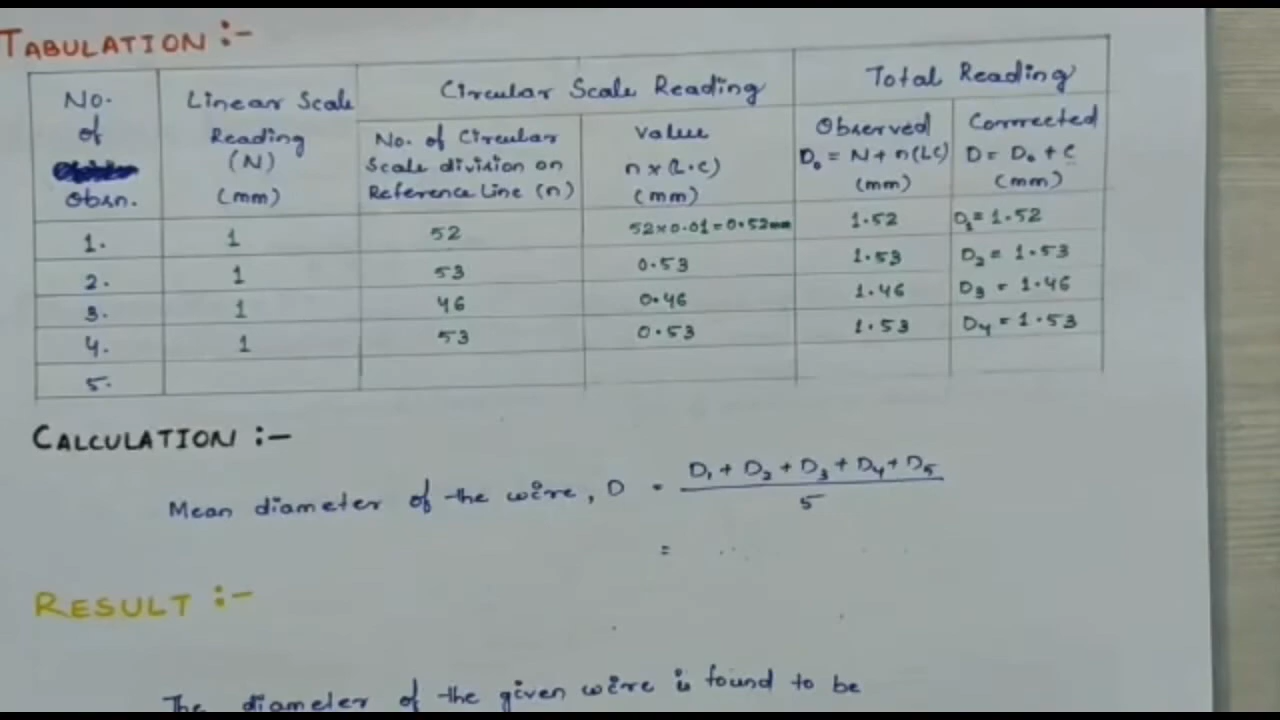 TABULATION :-
No. of Obsn.
Linear Scale Reading (N) (mm)
Circular Scale Reading
Total Reading
No. of Circular Scale division on Reference Line (n)
Value n x (L.C) (mm)
Observed D₀ = N + n(LC) (mm)
Corrected D = D₀ + C (mm)
1. 1 52 52x0.01=0.52mm 1.52 D₁= 1.52
2. 1 53 0.53 1.53 D₂= 1.53
3. 1 46 0.46 1.46 D₃ = 1.46
4. 1 53 0.53 1.53 D₄ = 1.53
5.
CALCULATION :-
Mean diameter of the wire, D = D₁ + D₂ + D₃ + D₄ + D₅
5
=
RESULT :-
The diameter of the given wire is found to be